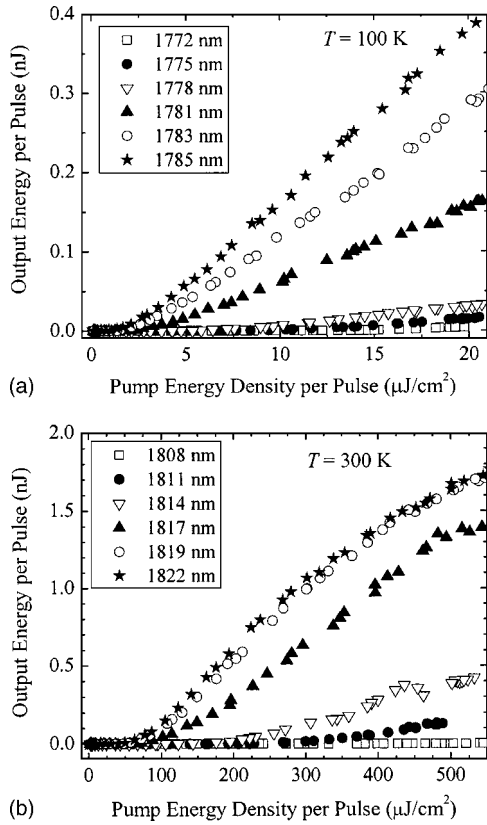 0.4
T = 100 K
1772 nm
1775 nm
1778 nm
1781 nm
1783 nm
1785 nm
0.3
0.2
0.1
0.0
Output Energy per Pulse (nJ)
0 5 10 15 20
(a) Pump Energy Density per Pulse (μJ/cm²)
2.0
T = 300 K
1808 nm
1811 nm
1814 nm
1817 nm
1819 nm
1822 nm
1.5
1.0
0.5
0.0
Output Energy per Pulse (nJ)
0 100 200 300 400 500
(b) Pump Energy Density per Pulse (μJ/cm²)